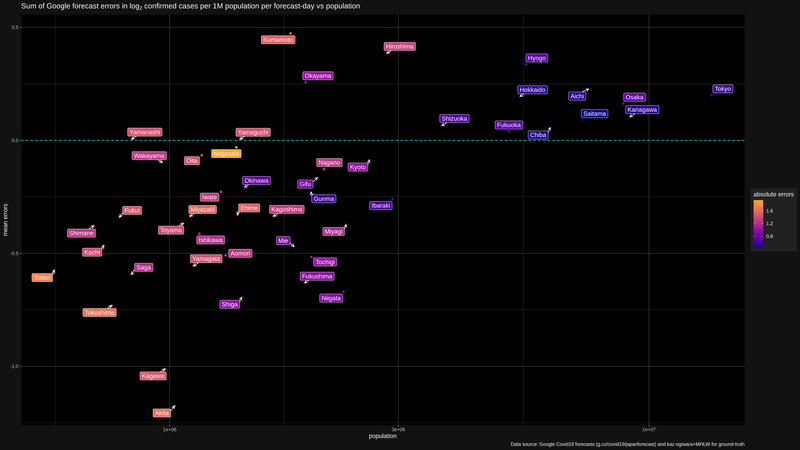 Sum of Google forecast errors in log2 confirmed cases per 1M population per forecast-day vs population
0.5
Kumamoto
Hiroshima
Hyogo
Okayama
Tokyo
Hokkaido
Aichi
Osaka
Kanagawa
Saitama
Shizuoka
Fukuoka
Chiba
Yamanashi
Yamaguchi
0.0
Wakayama
Nagasaki
Oita
Nagano
Kyoto
Okinawa
Gifu
Iwate
Gunma
Ibaraki
Fukui
Miyazaki
Ehime
Kagoshima
Shimane
Toyama
Miyagi
Ishikawa
Mie
Kochi
Aomori
-0.5
Yamagata
Tochigi
Saga
Tottori
Fukushima
Tokushima
Shiga
Niigata
-1.0
Kagawa
Akita
mean errors
absolute errors
1.6
1.2
0.8
1e+06
3e+06
1e+07
population
Data source: Google Covid19 forecasts (g.co/covid19/japanforecast) and kaz-ogiwara+MHLW for ground-truth